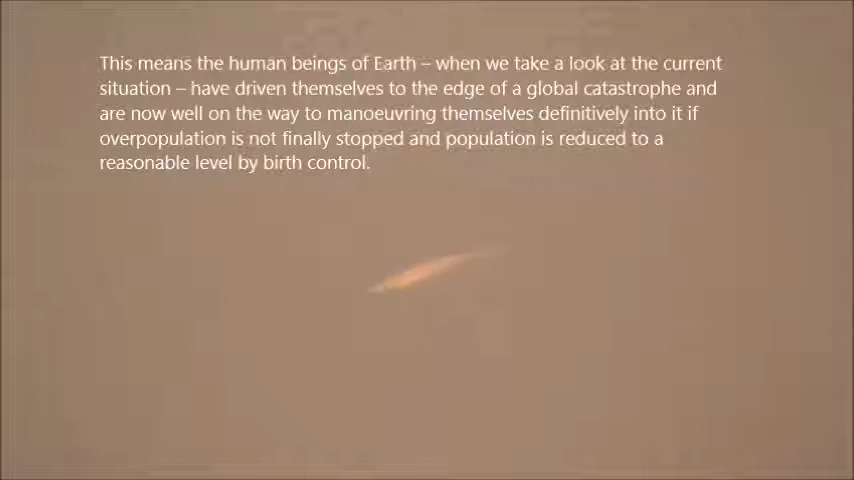 This means the human beings of Earth – when we take a look at the current
situation – have driven themselves to the edge of a global catastrophe and
are now well on the way to manoeuvring themselves definitively into it if
overpopulation is not finally stopped and population is reduced to a
reasonable level by birth control.